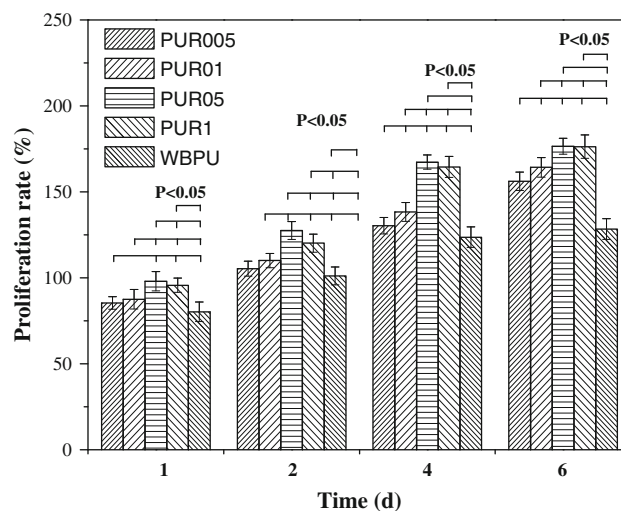 250
200
150
100
50
0
Proliferation rate (%)
PUR005
PUR01
PUR05
PUR1
WBPU
P<0.05
P<0.05
P<0.05
P<0.05
1 2 4 6
Time (d)